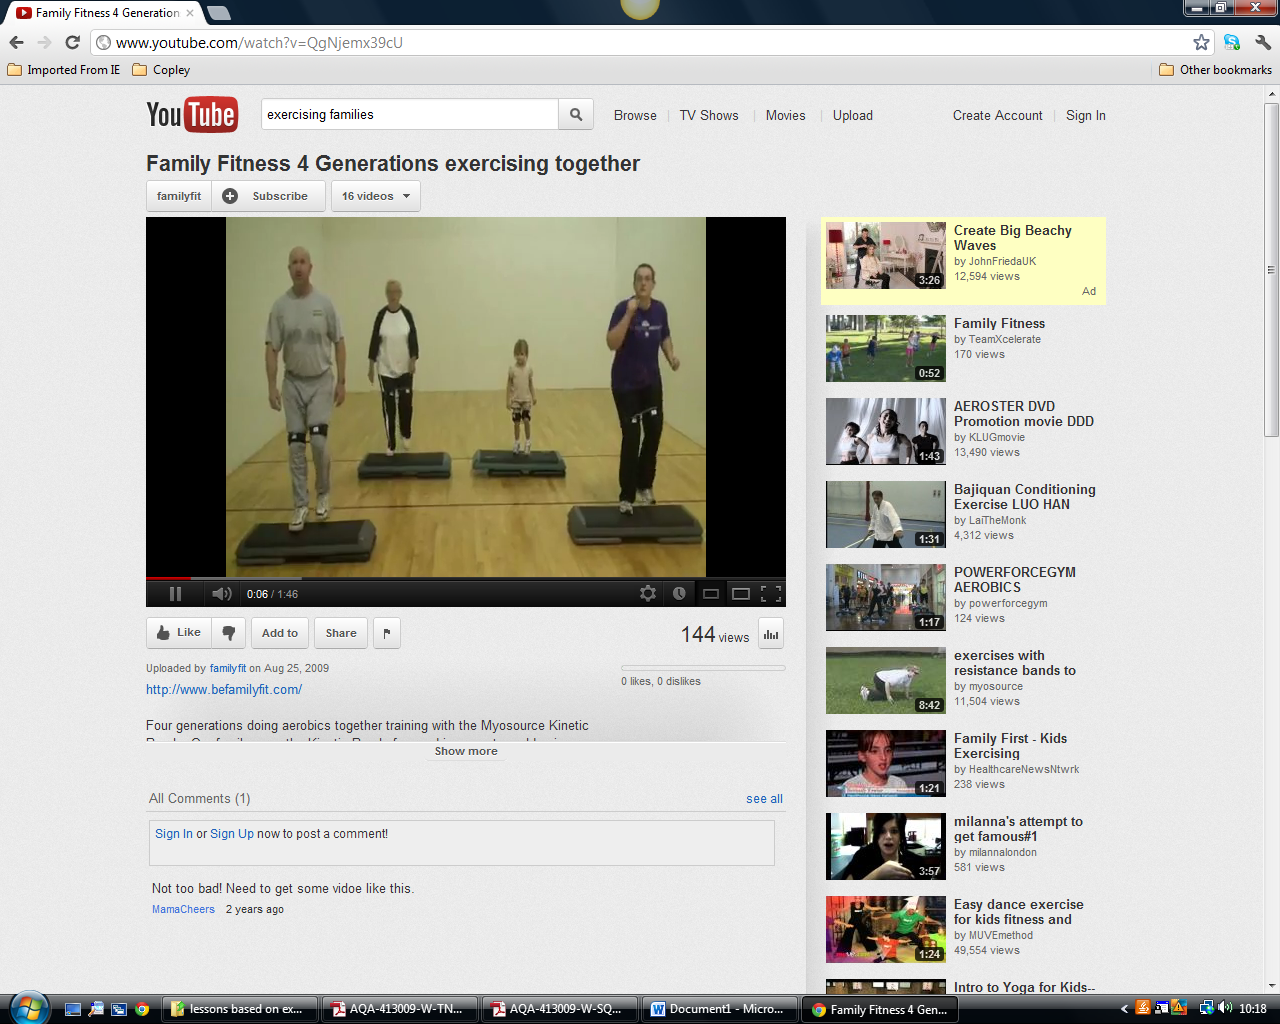 Family Fitness 4 Generation
www.youtube.com/watch?v=QgNjemx39cU
Imported From IE
Copley
Other bookmarks
YouTube
exercising families
Browse
TV Shows
Movies
Upload
Create Account
Sign In
Family Fitness 4 Generations exercising together
familyfit
Subscribe
16 videos
0:06 / 1:46
Like
Add to
Share
144 views
Uploaded by familyfit on Aug 25, 2009
0 likes, 0 dislikes
http://www.befamilyfit.com/
Four generations doing aerobics together training with the Myosource Kinetic
Show more
All Comments (1)
see all
Sign In or Sign Up now to post a comment!
Not too bad! Need to get some vidoe like this.
MamaCheers 2 years ago
3:26
Create Big Beachy
Waves
by JohnFriedaUK
12,594 views
Ad
0:52
Family Fitness
by TeamXcelerate
170 views
1:43
AEROSTER DVD
Promotion movie DDD
by KLUGmovie
13,490 views
1:31
Bajiquan Conditioning
Exercise LUO HAN
by LaiTheMonk
4,312 views
1:17
POWERFORCEGYM
AEROBICS
by powerforcegym
124 views
8:42
exercises with
resistance bands to
by myosource
11,504 views
1:21
Family First - Kids
Exercising
by HealthcareNewsNtwrk
238 views
3:57
milanna's attempt to
get famous#1
by milannalondon
581 views
1:24
Easy dance exercise
for kids fitness and
by MUVEmethod
49,554 views
Intro to Yoga for Kids--
lessons based on ex...
AQA-413009-W-TN...
AQA-413009-W-SQ...
Document1 - Micro...
Family Fitness 4 Gen...
10:18